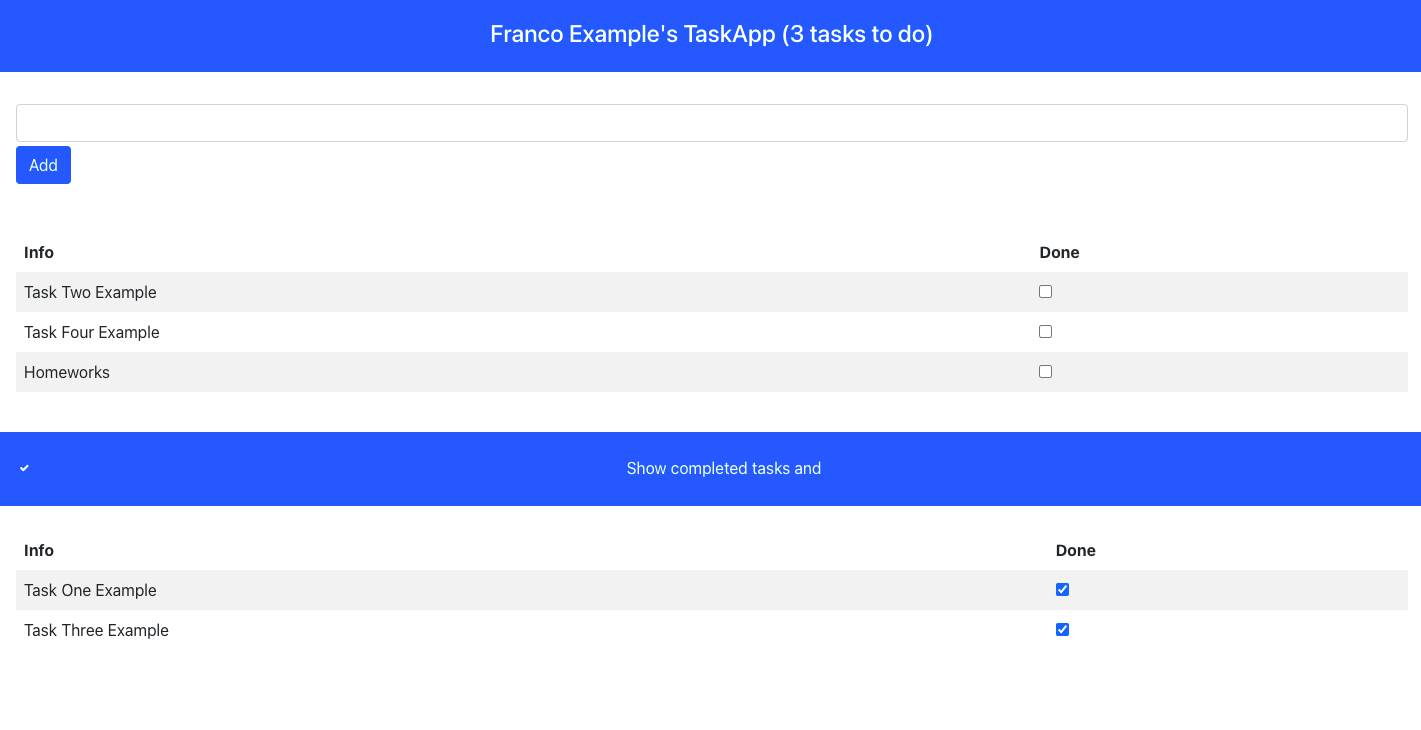 Franco Example's TaskApp (3 tasks to do)
Add
Info Done
Task Two Example
Task Four Example
Homeworks
Show completed tasks and
Info Done
Task One Example
Task Three Example